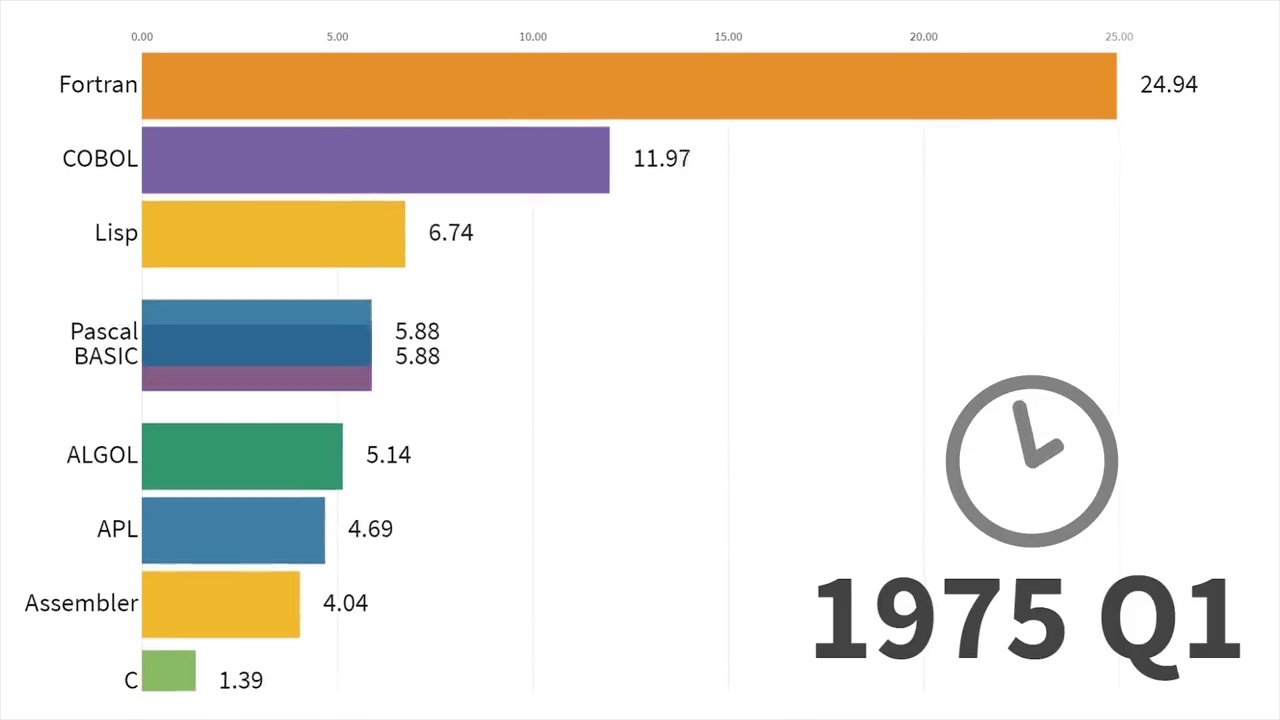 0.00 5.00 10.00 15.00 20.00 25.00
Fortran 24.94
COBOL 11.97
Lisp 6.74
Pascal 5.88
BASIC 5.88
ALGOL 5.14
APL 4.69
Assembler 4.04
C 1.39
1975 Q1